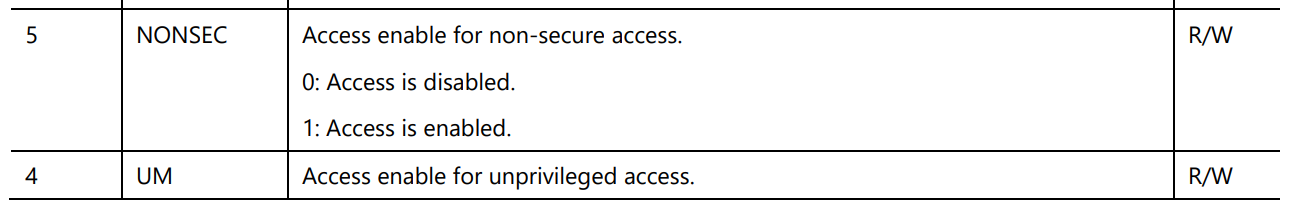 5 NONSEC Access enable for non-secure access. R/W
0: Access is disabled.
1: Access is enabled.
4 UM Access enable for unprivileged access. R/W